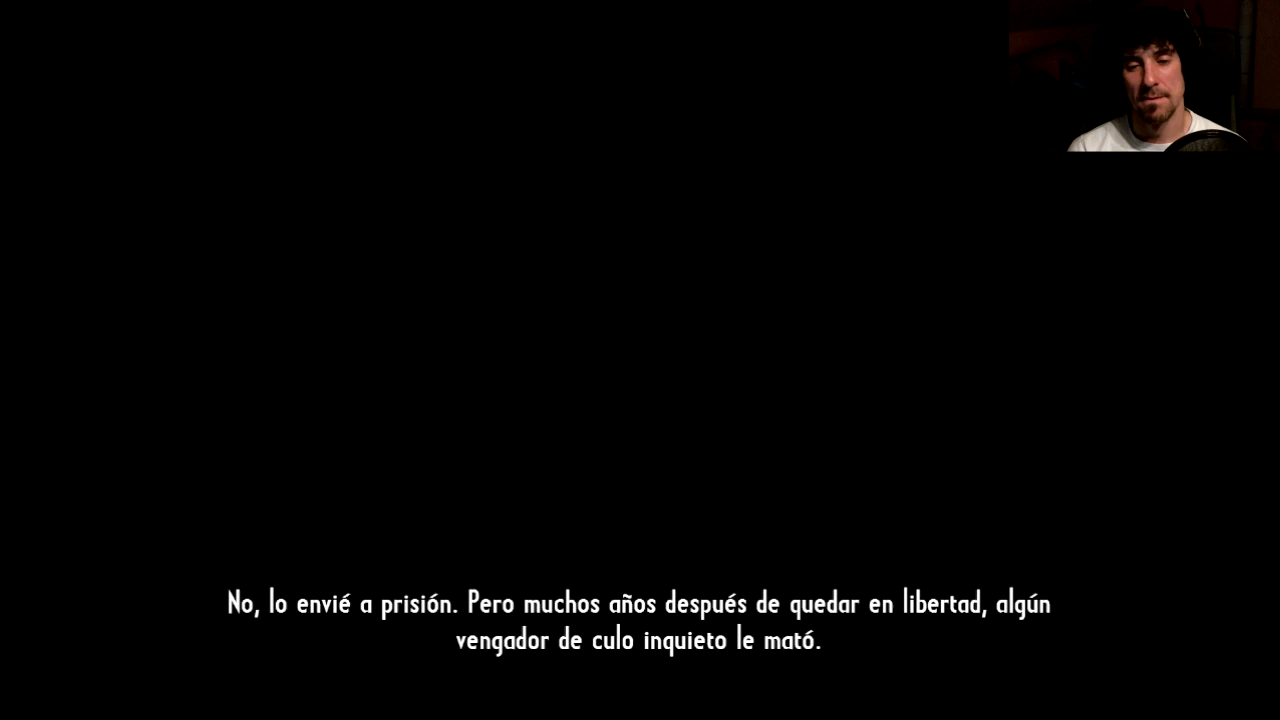 No, lo envié a prisión. Pero muchos años después de quedar en libertad, algún
vengador de culo inquieto le mató.